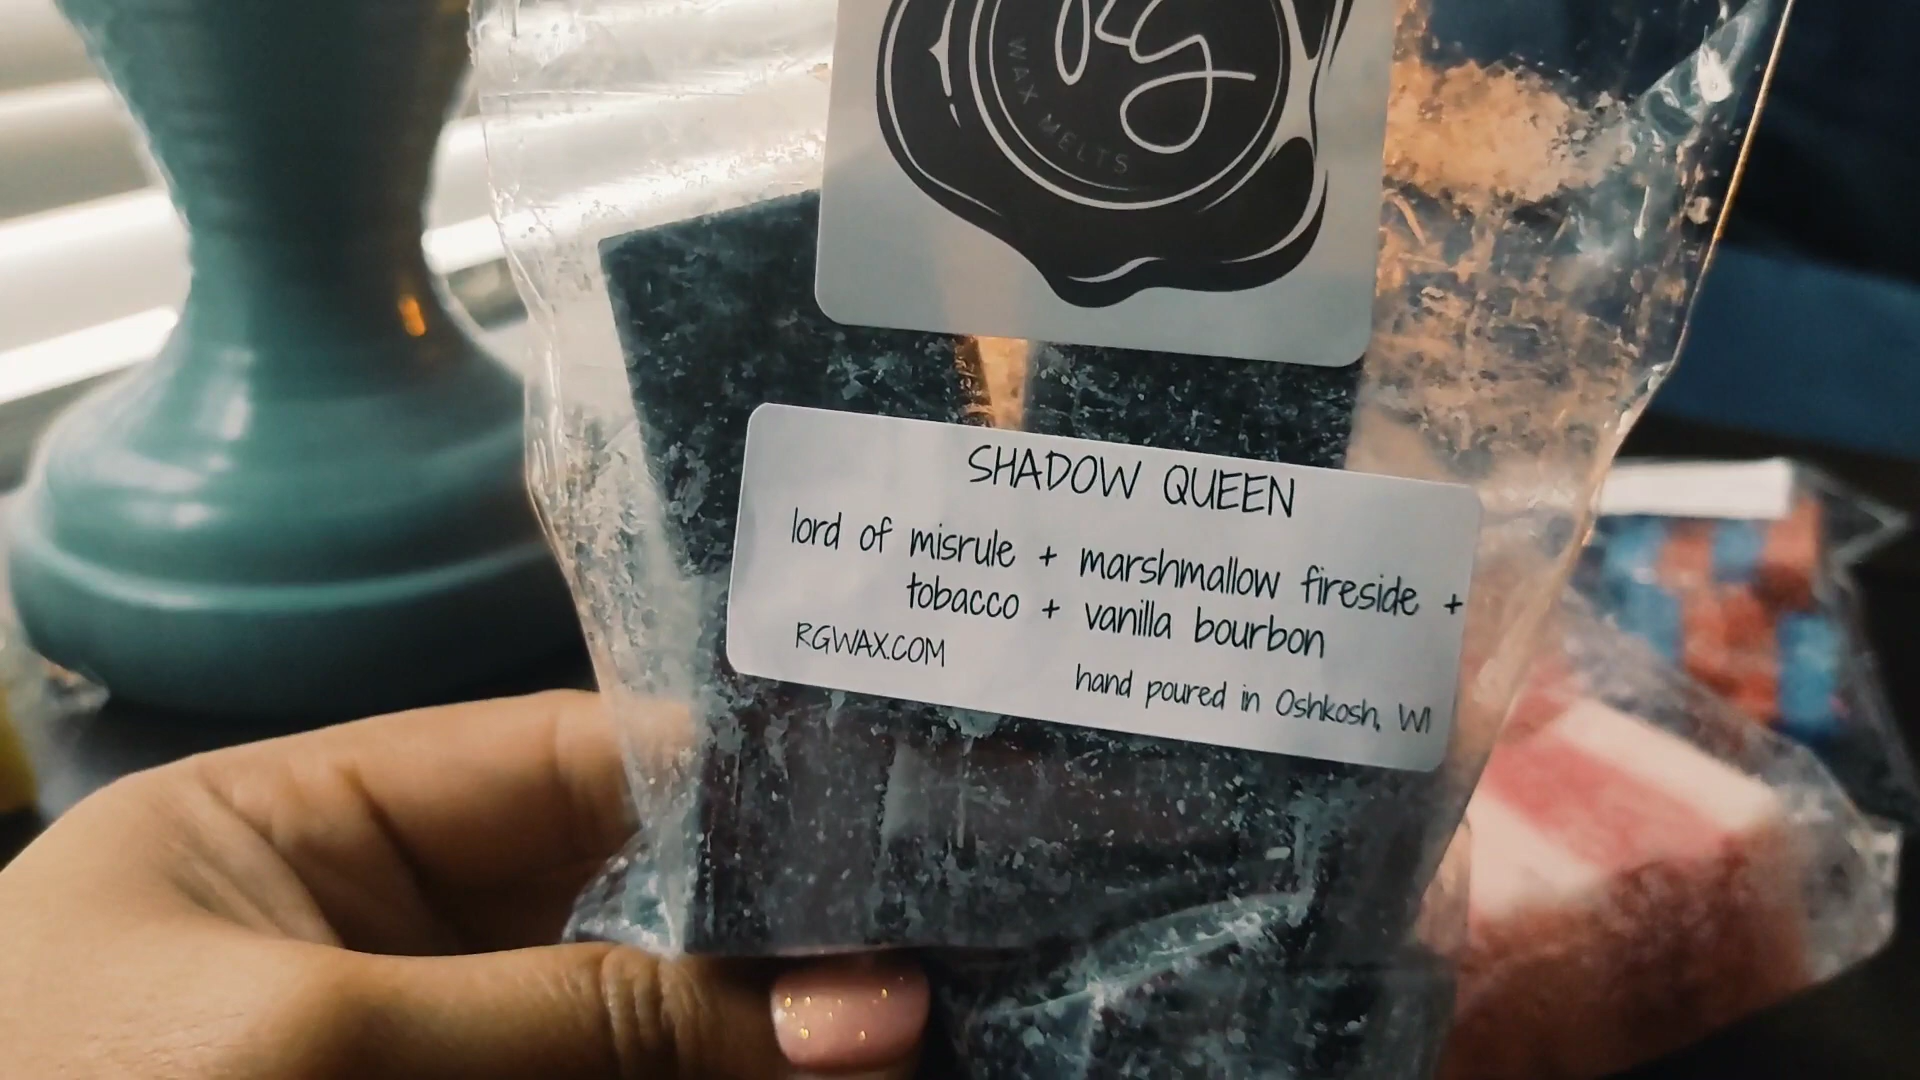 RG
WAX MELTS
SHADOW QUEEN
lord of misrule + marshmallow fireside +
tobacco + vanilla bourbon
RGWAX.COM
hand poured in Oshkosh, WI